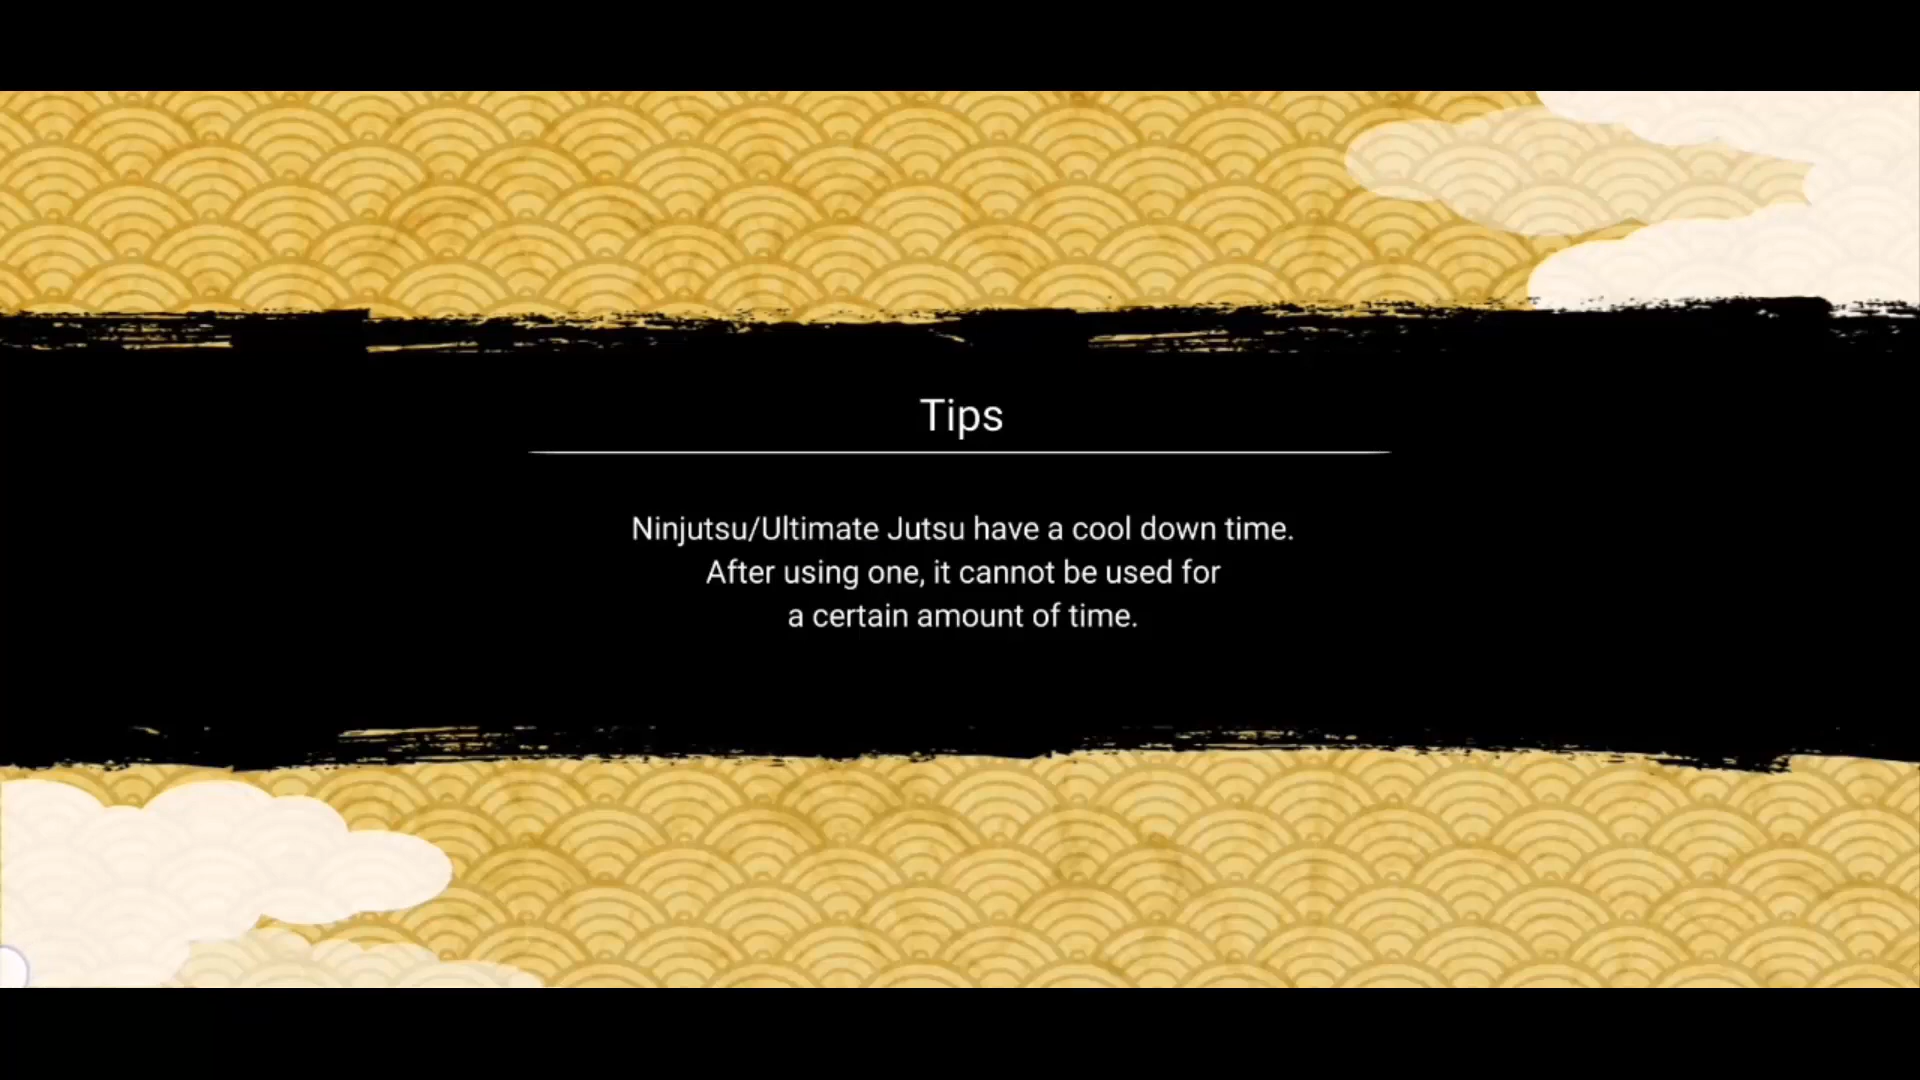 Tips
Ninjutsu/Ultimate Jutsu have a cool down time.
After using one, it cannot be used for
a certain amount of time.